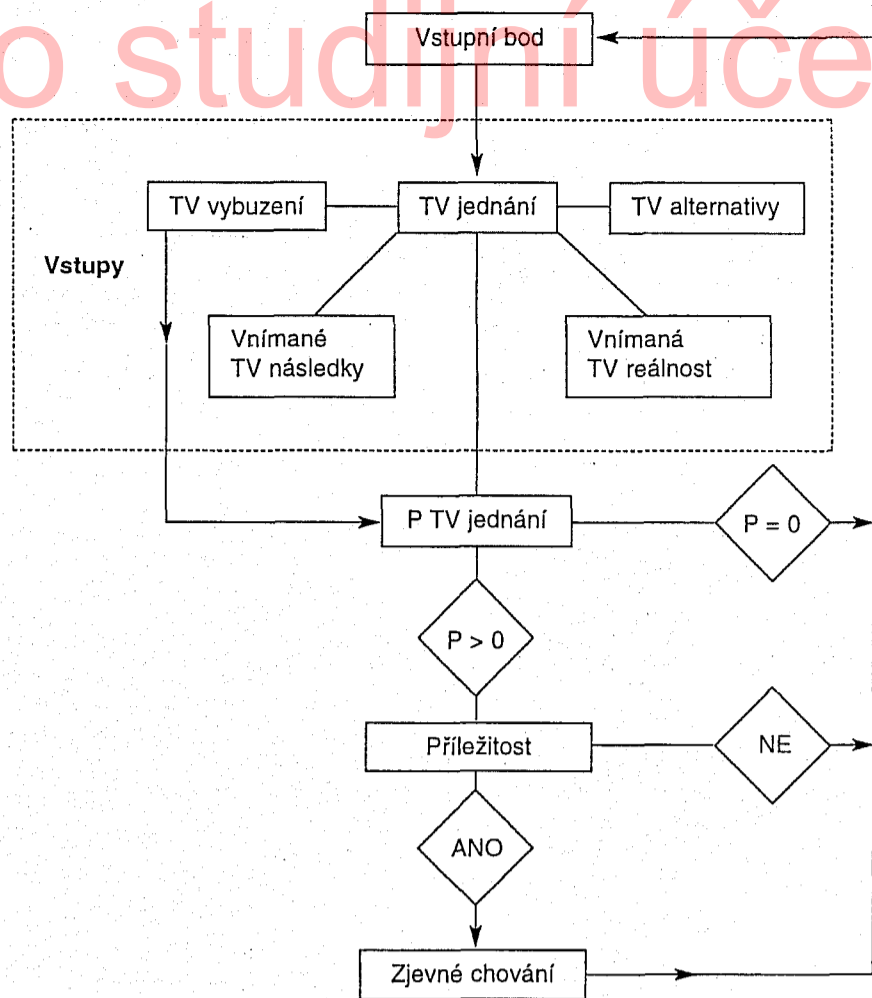 o studijní úče
Vstupní bod
TV vybuzení
TV jednání
TV alternativy
Vstupy
Vnímané
TV následky
Vnímaná
TV reálnost
P TV jednání
P = 0
P > 0
Příležitost
NE
ANO
Zjevné chování